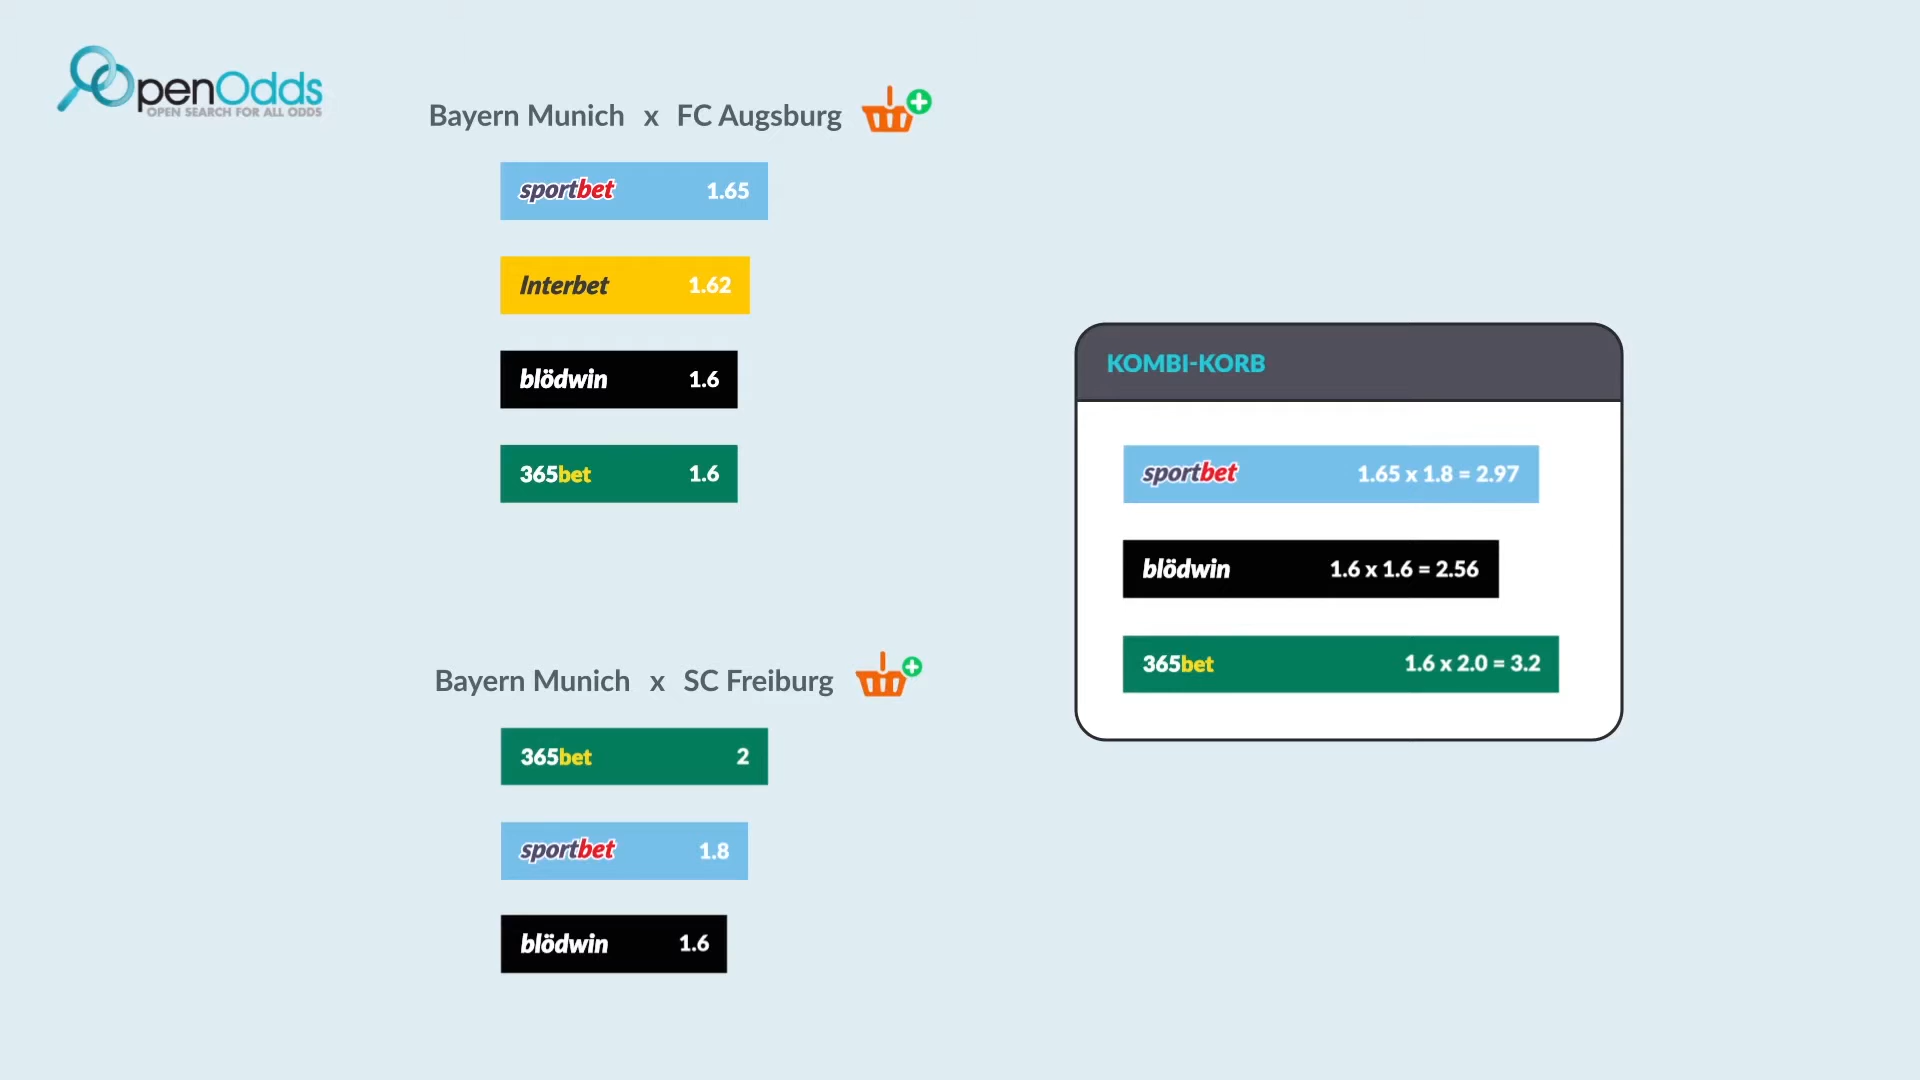 OpenOdds
OPEN SEARCH FOR ALL ODDS
Bayern Munich x FC Augsburg
sportbet 1.65
Interbet 1.62
blödwin 1.6
365bet 1.6
Bayern Munich x SC Freiburg
365bet 2
sportbet 1.8
blödwin 1.6
KOMBI-KORB
sportbet 1.65 x 1.8 = 2.97
blödwin 1.6 x 1.6 = 2.56
365bet 1.6 x 2.0 = 3.2